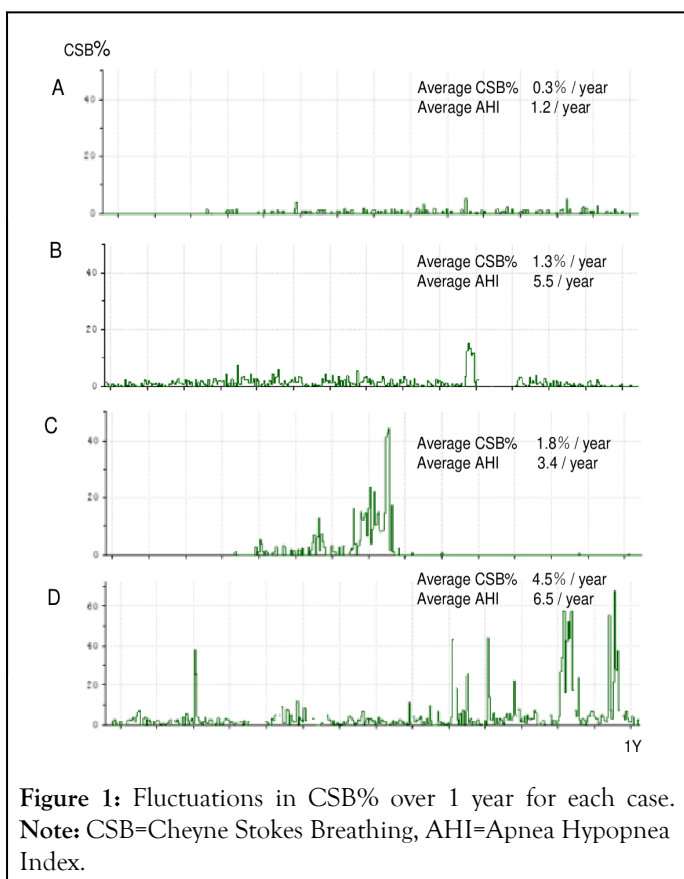 CSB%
A
Average CSB% 0.3% / year
Average AHI 1.2 / year
40
20
0
B
Average CSB% 1.3% / year
Average AHI 5.5 / year
40
20
0
C
Average CSB% 1.8% / year
Average AHI 3.4 / year
40
20
0
D
Average CSB% 4.5% / year
Average AHI 6.5 / year
60
40
20
0
1Y
Figure 1: Fluctuations in CSB% over 1 year for each case.
Note: CSB=Cheyne Stokes Breathing, AHI=Apnea Hypopnea
Index.